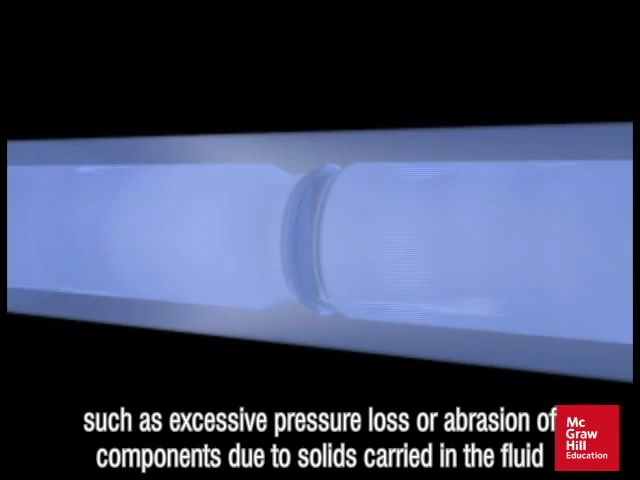 such as excessive pressure loss or abrasion of
components due to solids carried in the fluid
Mc
Graw
Hill
Education